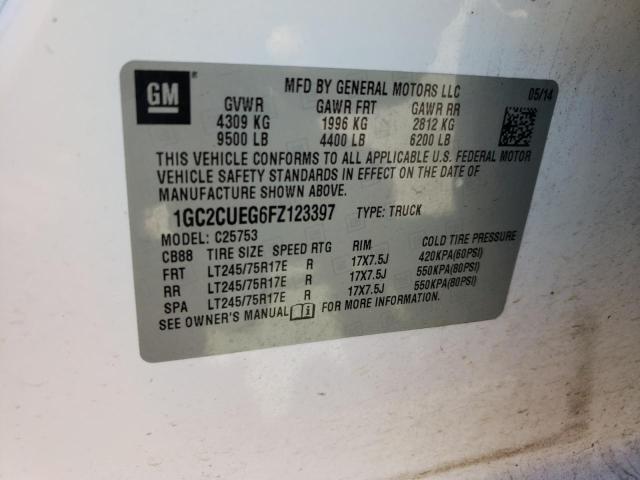 GM
MFD BY GENERAL MOTORS LLC 05/14
GVWR GAWR FRT GAWR RR
4309 KG 1996 KG 2812 KG
9500 LB 4400 LB 6200 LB
THIS VEHICLE CONFORMS TO ALL APPLICABLE U.S. FEDERAL MOTOR
VEHICLE SAFETY STANDARDS IN EFFECT ON THE DATE OF
MANUFACTURE SHOWN ABOVE.
1GC2CUEG6FZ123397 TYPE: TRUCK
MODEL: C25753
CB88 TIRE SIZE SPEED RTG RIM COLD TIRE PRESSURE
FRT LT245/75R17E R 17X7.5J 420KPA(60PSI)
RR LT245/75R17E R 17X7.5J 550KPA(80PSI)
SPA LT245/75R17E R 17X7.5J 550KPA(80PSI)
SEE OWNER'S MANUAL FOR MORE INFORMATION.